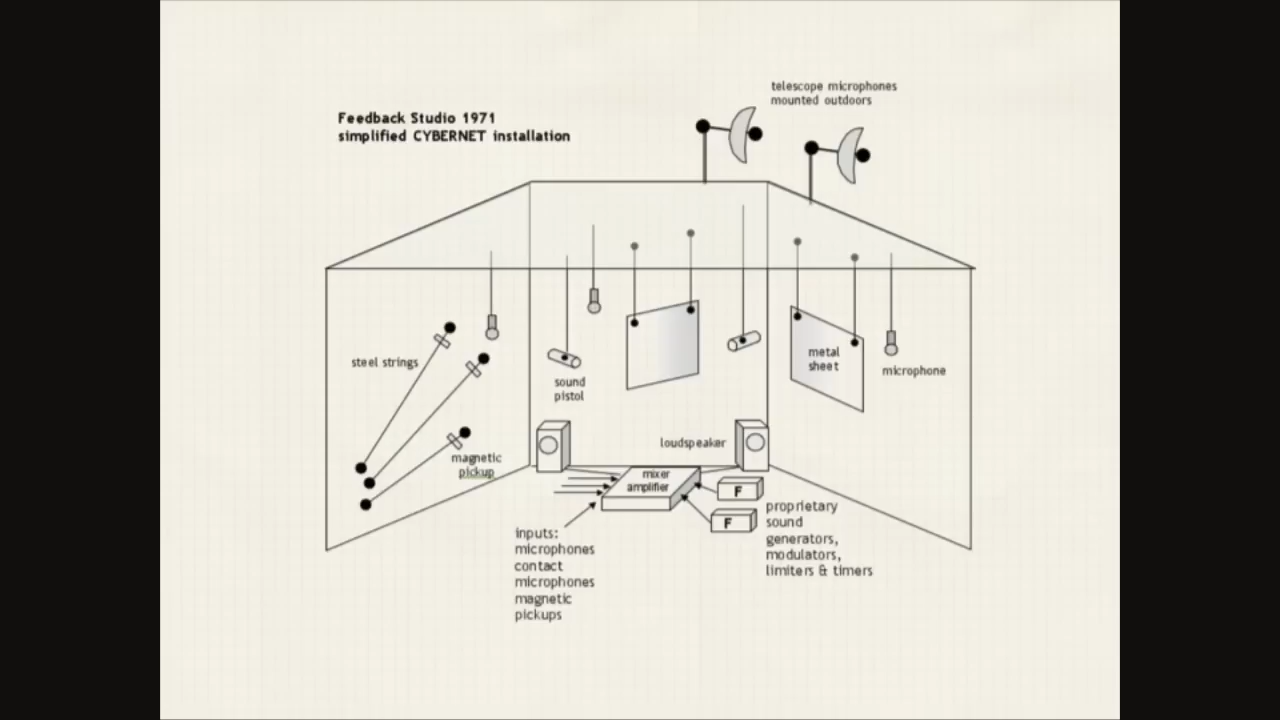 telescope microphones
mounted outdoors
Feedback Studio 1971
simplified CYBERNET installation
steel strings
sound
pistol
metal
sheet
microphone
loudspeaker
magnetic
pickup
mixer
amplifier
F
F
proprietary
sound
generators,
modulators,
limiters & timers
inputs:
microphones
contact
microphones
magnetic
pickups